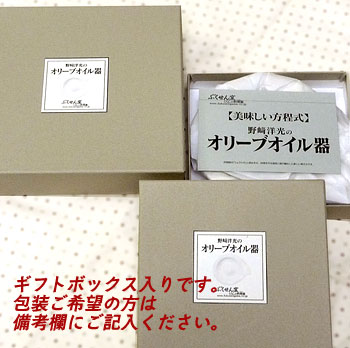 野﨑洋光の
オリーブオイル器
【美味しい方程式】
野﨑洋光の
オリーブオイル器
野﨑洋光の
オリーブオイル器
ギフトボックス入りです。
包装ご希望の方は
備考欄にご記入ください。